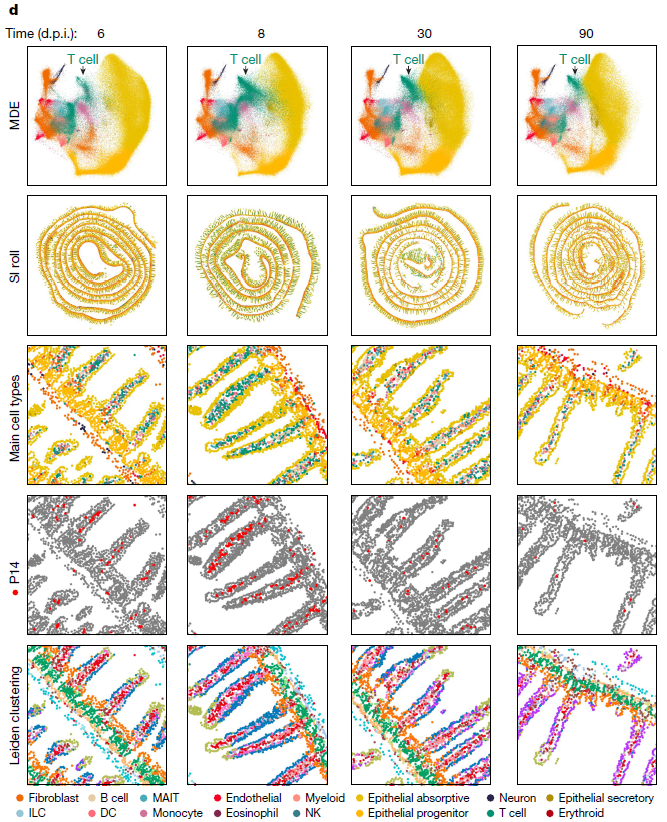 d
Time (d.p.i.): 6 8 30 90
MDE
T cell T cell T cell T cell
SI roll
Main cell types
P14
Leiden clustering
Fibroblast B cell MAIT Endothelial Myeloid Epithelial absorptive Neuron Epithelial secretory
ILC DC Monocyte Eosinophil NK Epithelial progenitor T cell Erythroid